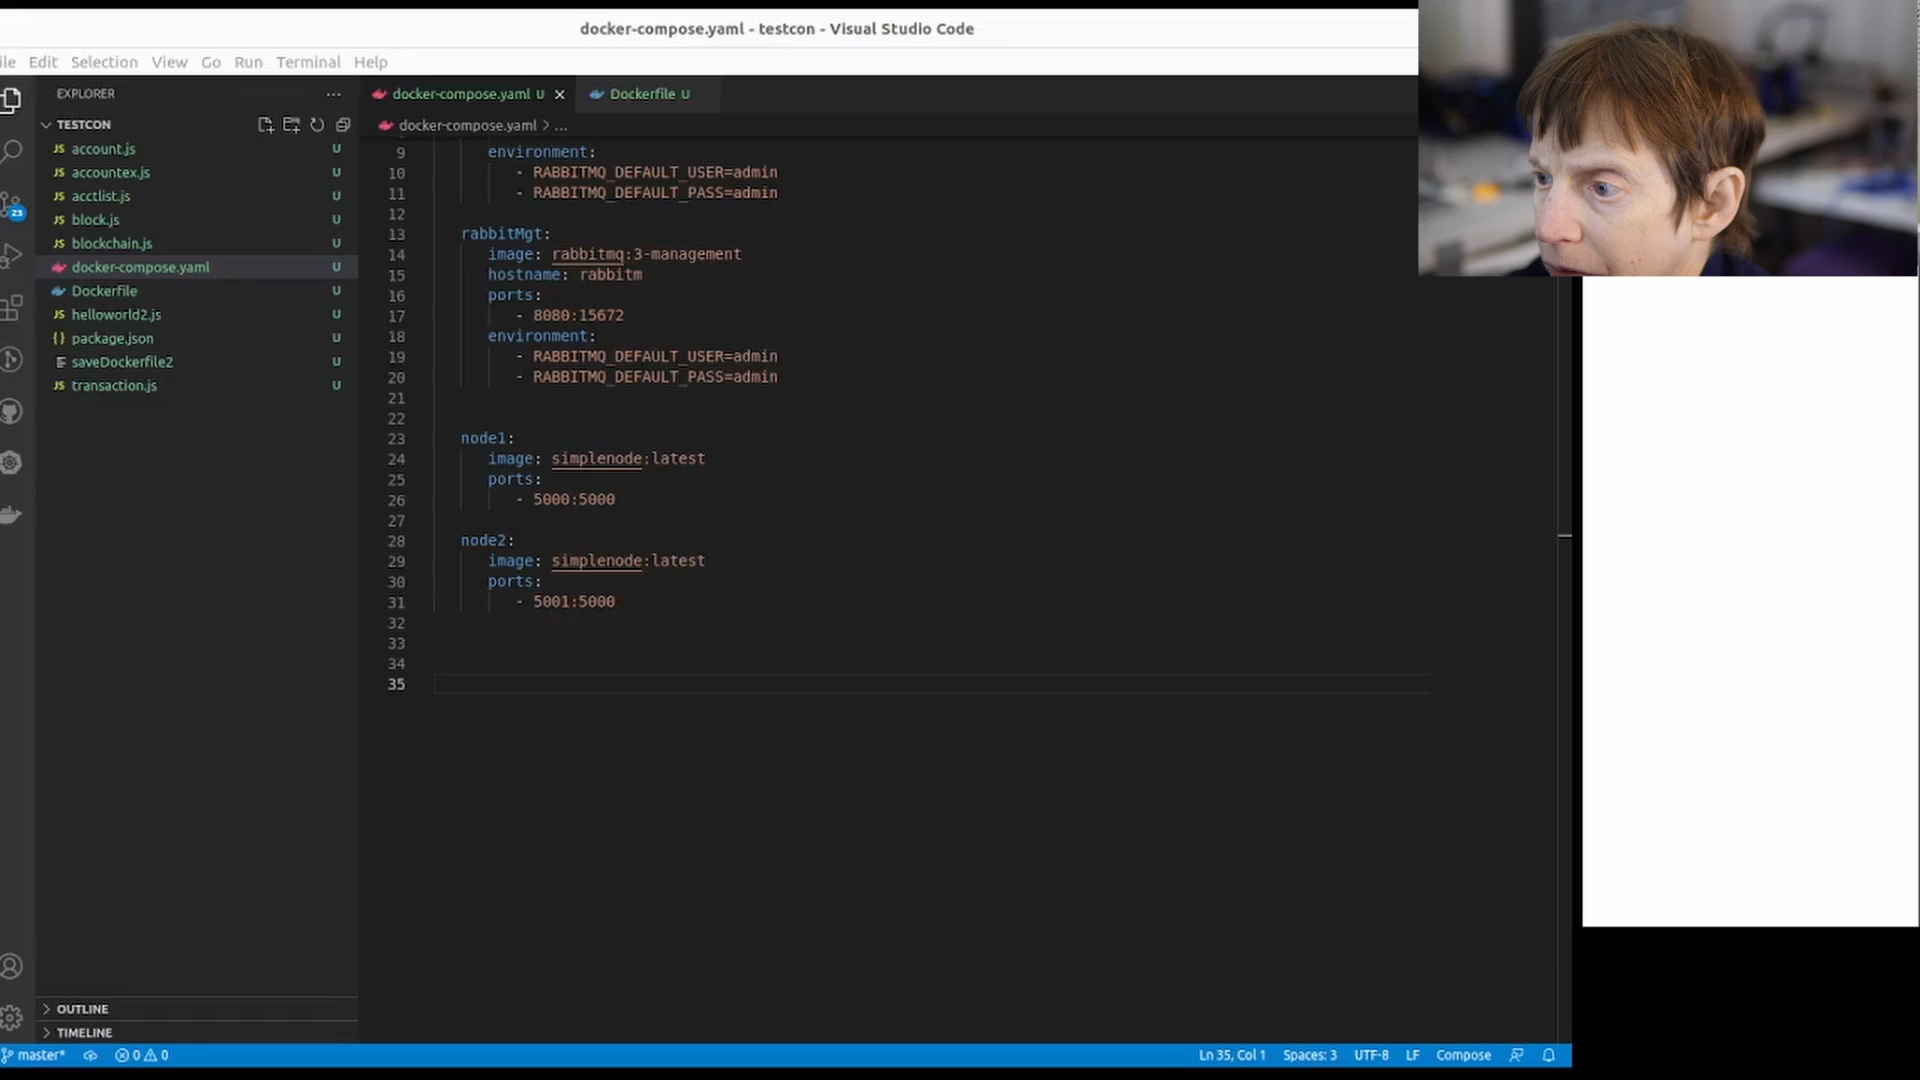 docker-compose.yaml - testcon - Visual Studio Code
ile Edit Selection View Go Run Terminal Help
EXPLORER ...
docker-compose.yaml U
Dockerfile U
TESTCON
docker-compose.yaml > ...
account.js U
accountex.js U
acctlist.js U
block.js U
blockchain.js U
docker-compose.yaml U
Dockerfile U
helloworld2.js U
package.json U
saveDockerfile2 U
transaction.js U
23
9 environment:
10 - RABBITMQ_DEFAULT_USER=admin
11 - RABBITMQ_DEFAULT_PASS=admin
12
13 rabbitMgt:
14 image: rabbitmq:3-management
15 hostname: rabbitm
16 ports:
17 - 8080:15672
18 environment:
19 - RABBITMQ_DEFAULT_USER=admin
20 - RABBITMQ_DEFAULT_PASS=admin
21
22
23 node1:
24 image: simplenode:latest
25 ports:
26 - 5000:5000
27
28 node2:
29 image: simplenode:latest
30 ports:
31 - 5001:5000
32
33
34
35
OUTLINE
TIMELINE
master* 0 0 Ln 35, Col 1 Spaces: 3 UTF-8 LF Compose